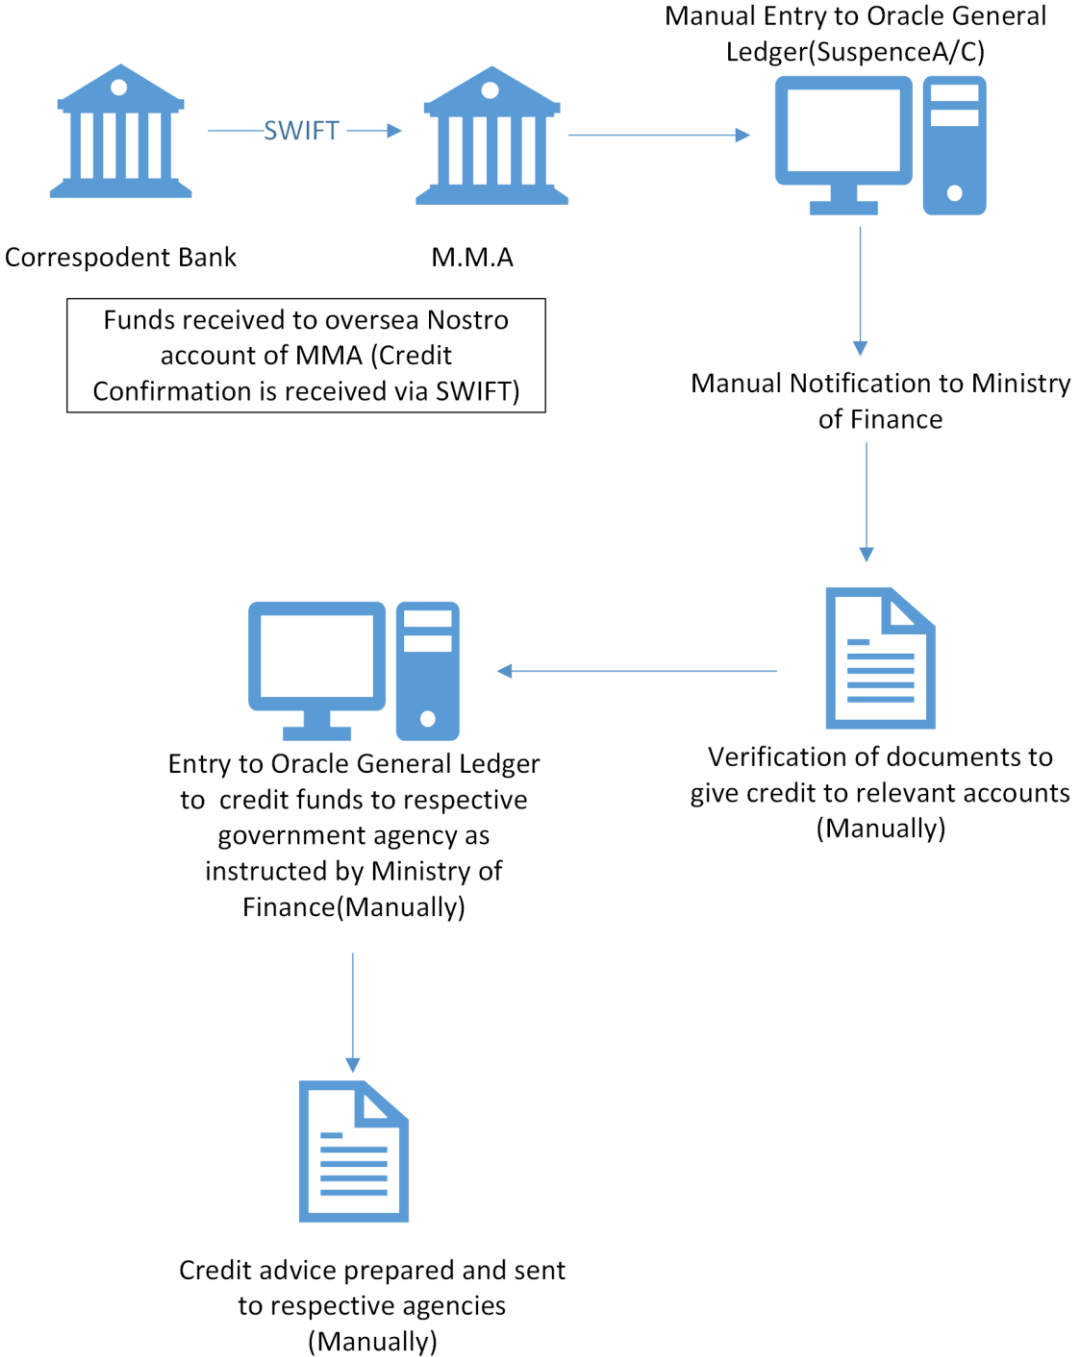 Manual Entry to Oracle General
Ledger(SuspenceA/C)
SWIFT
Correspodent Bank
M.M.A
Funds received to oversea Nostro
account of MMA (Credit
Confirmation is received via SWIFT)
Manual Notification to Ministry
of Finance
Verification of documents to
give credit to relevant accounts
(Manually)
Entry to Oracle General Ledger
to credit funds to respective
government agency as
instructed by Ministry of
Finance(Manually)
Credit advice prepared and sent
to respective agencies
(Manually)